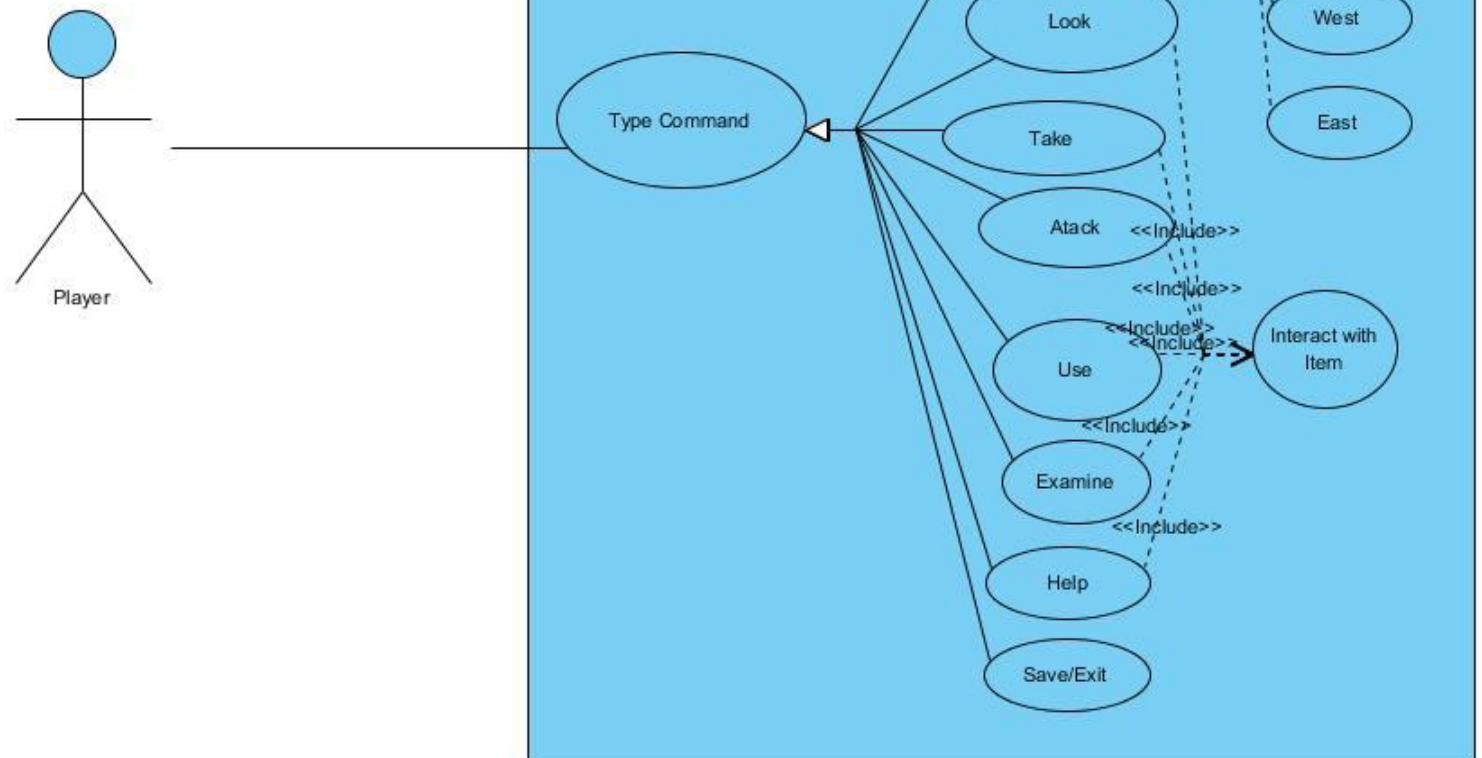 Look
West
Type Command
Take
East
Atack
<<Include>>
<<Include>>
Player
<<Include>>
<<Include>>
Interact with
Item
Use
<<Include>>
Examine
<<Include>>
Help
Save/Exit